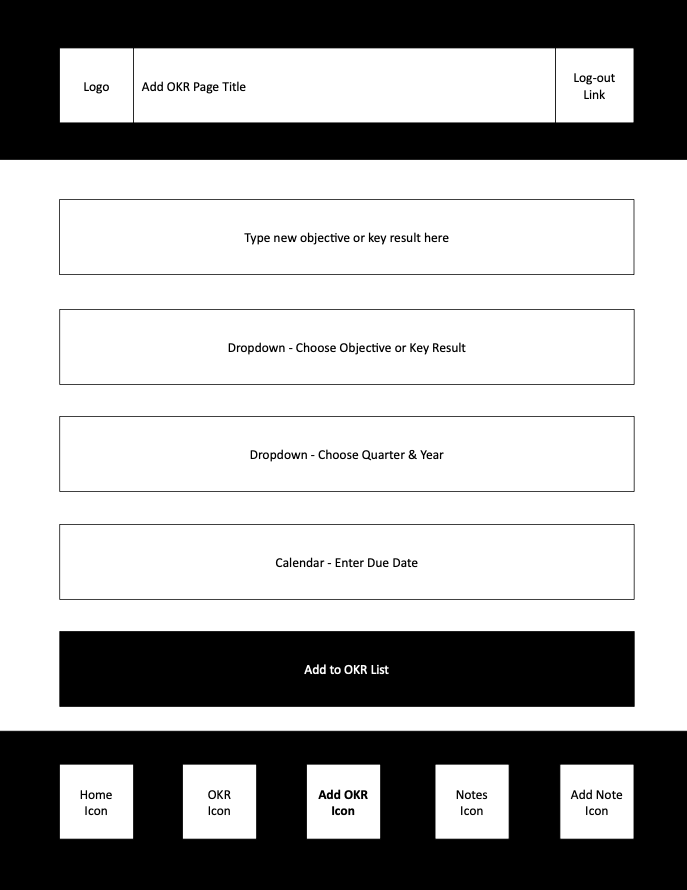 Logo
Add OKR Page Title
Log-out
Link
Type new objective or key result here
Dropdown - Choose Objective or Key Result
Dropdown - Choose Quarter & Year
Calendar - Enter Due Date
Add to OKR List
Home
Icon
OKR
Icon
Add OKR
Icon
Notes
Icon
Add Note
Icon